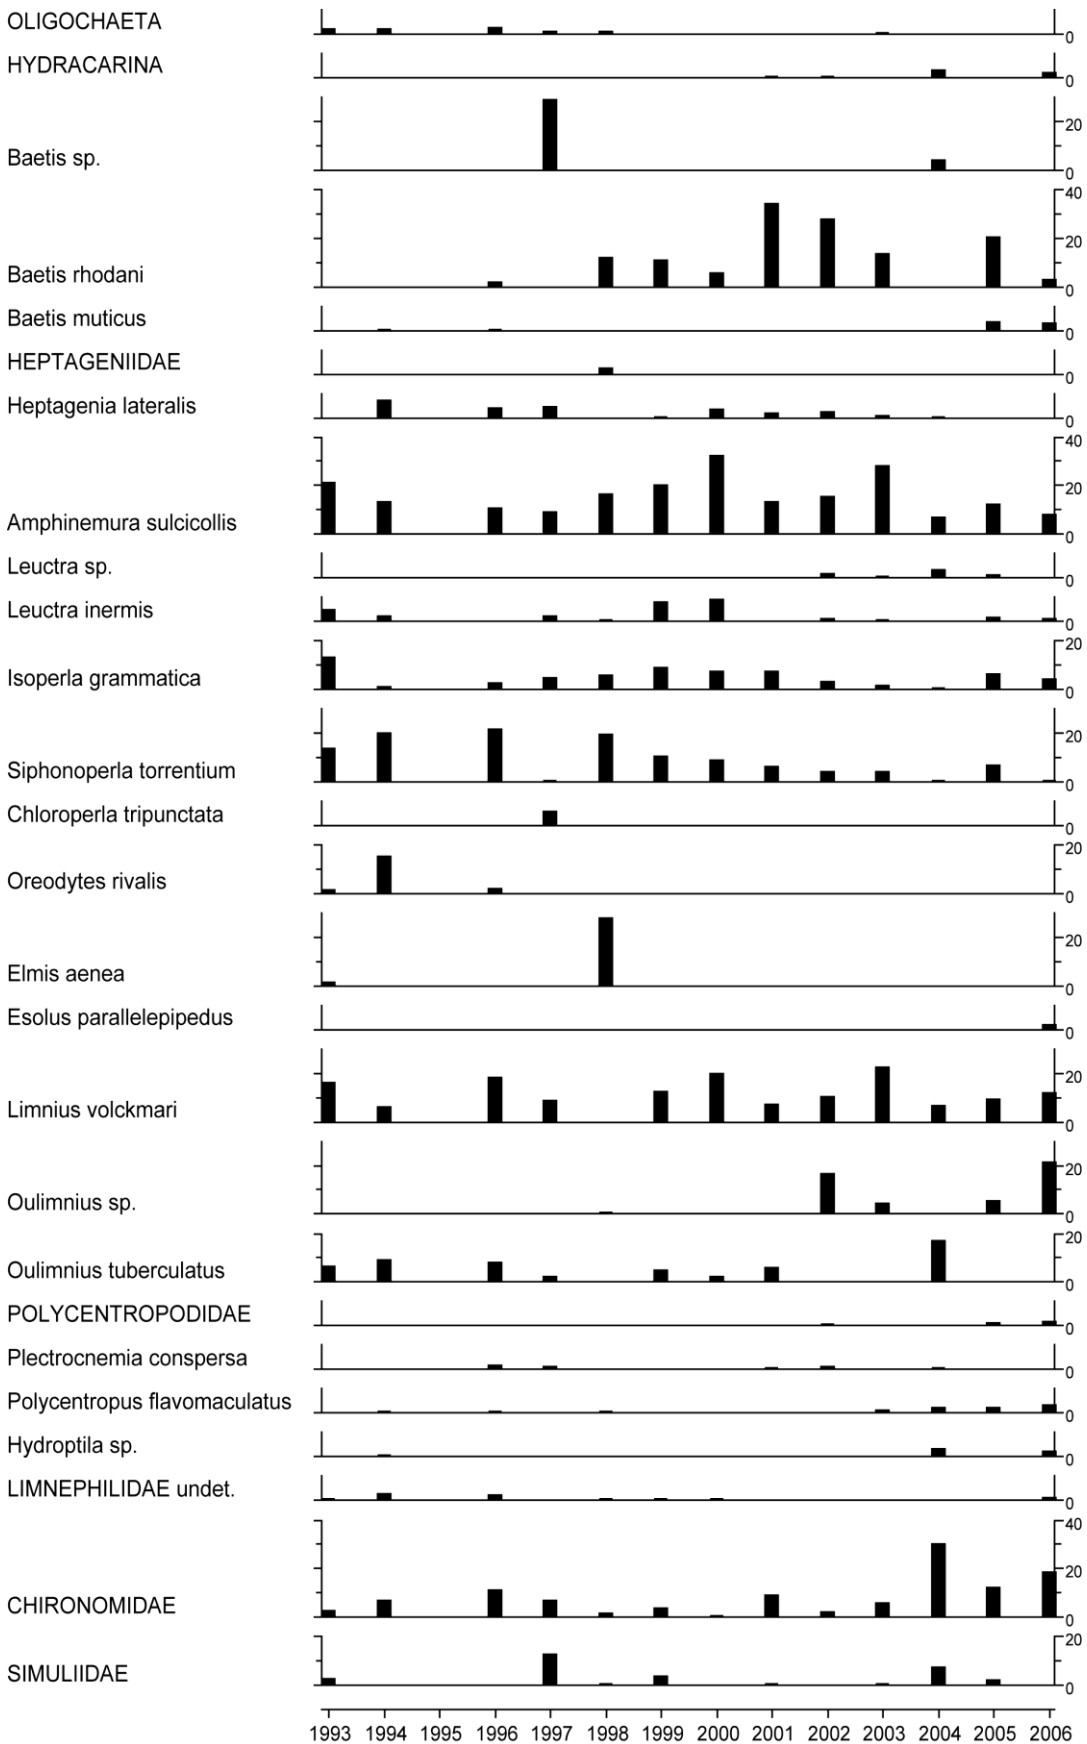 OLIGOCHAETA 0
HYDRACARINA 0
20
Baetis sp. 0
40
20
Baetis rhodani 0
Baetis muticus 0
HEPTAGENIIDAE 0
Heptagenia lateralis 0
40
20
Amphinemura sulcicollis 0
Leuctra sp. 0
Leuctra inermis 0
20
Isoperla grammatica 0
20
Siphonoperla torrentium 0
Chloroperla tripunctata 0
20
Oreodytes rivalis 0
20
Elmis aenea 0
Esolus parallelepipedus 0
20
Limnius volckmari 0
20
Oulimnius sp. 0
20
Oulimnius tuberculatus 0
POLYCENTROPODIDAE 0
Plectrocnemia conspersa 0
Polycentropus flavomaculatus 0
Hydroptila sp. 0
LIMNEPHILIDAE undet. 0
40
20
CHIRONOMIDAE 0
20
SIMULIIDAE 0
1993 1994 1995 1996 1997 1998 1999 2000 2001 2002 2003 2004 2005 2006